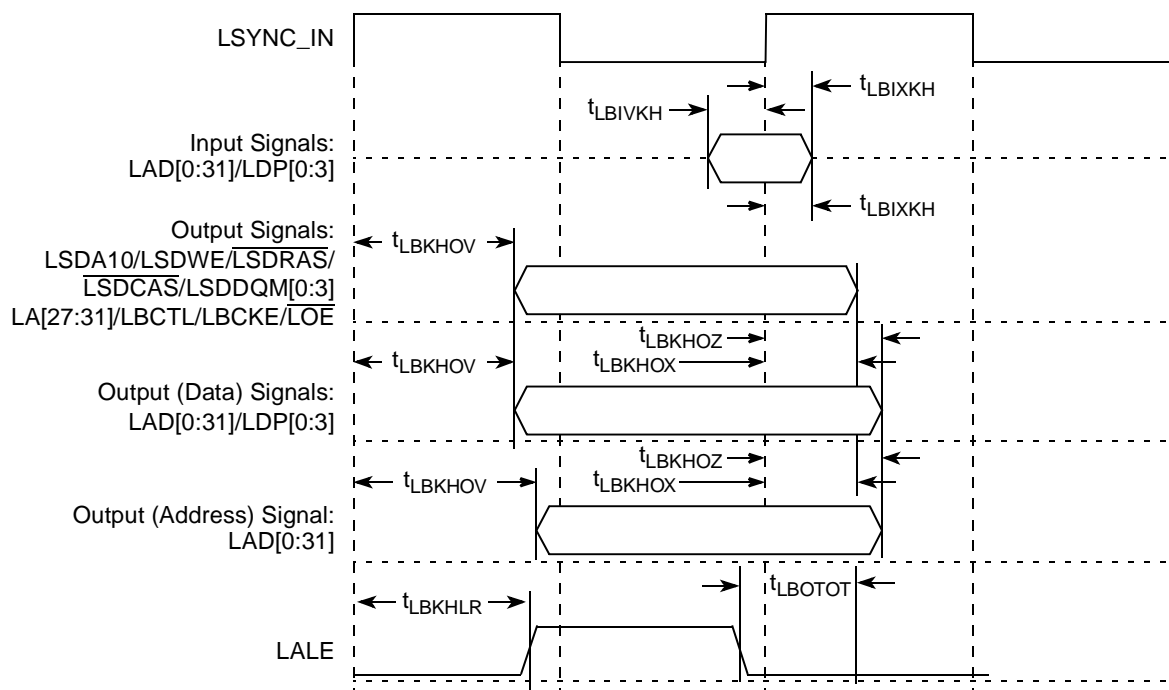 LSYNC_IN
tLBIXKH
tLBIVKH
Input Signals:
LAD[0:31]/LDP[0:3]
tLBIXKH
Output Signals:
LSDA10/LSDWE/LSDRAS/
LSDCAS/LSDDQM[0:3]
LA[27:31]/LBCTL/LBCKE/LOE
tLBKHOV
tLBKHOZ
tLBKHOX
tLBKHOV
Output (Data) Signals:
LAD[0:31]/LDP[0:3]
tLBKHOZ
tLBKHOX
tLBKHOV
Output (Address) Signal:
LAD[0:31]
tLBOTOT
tLBKHLR
LALE